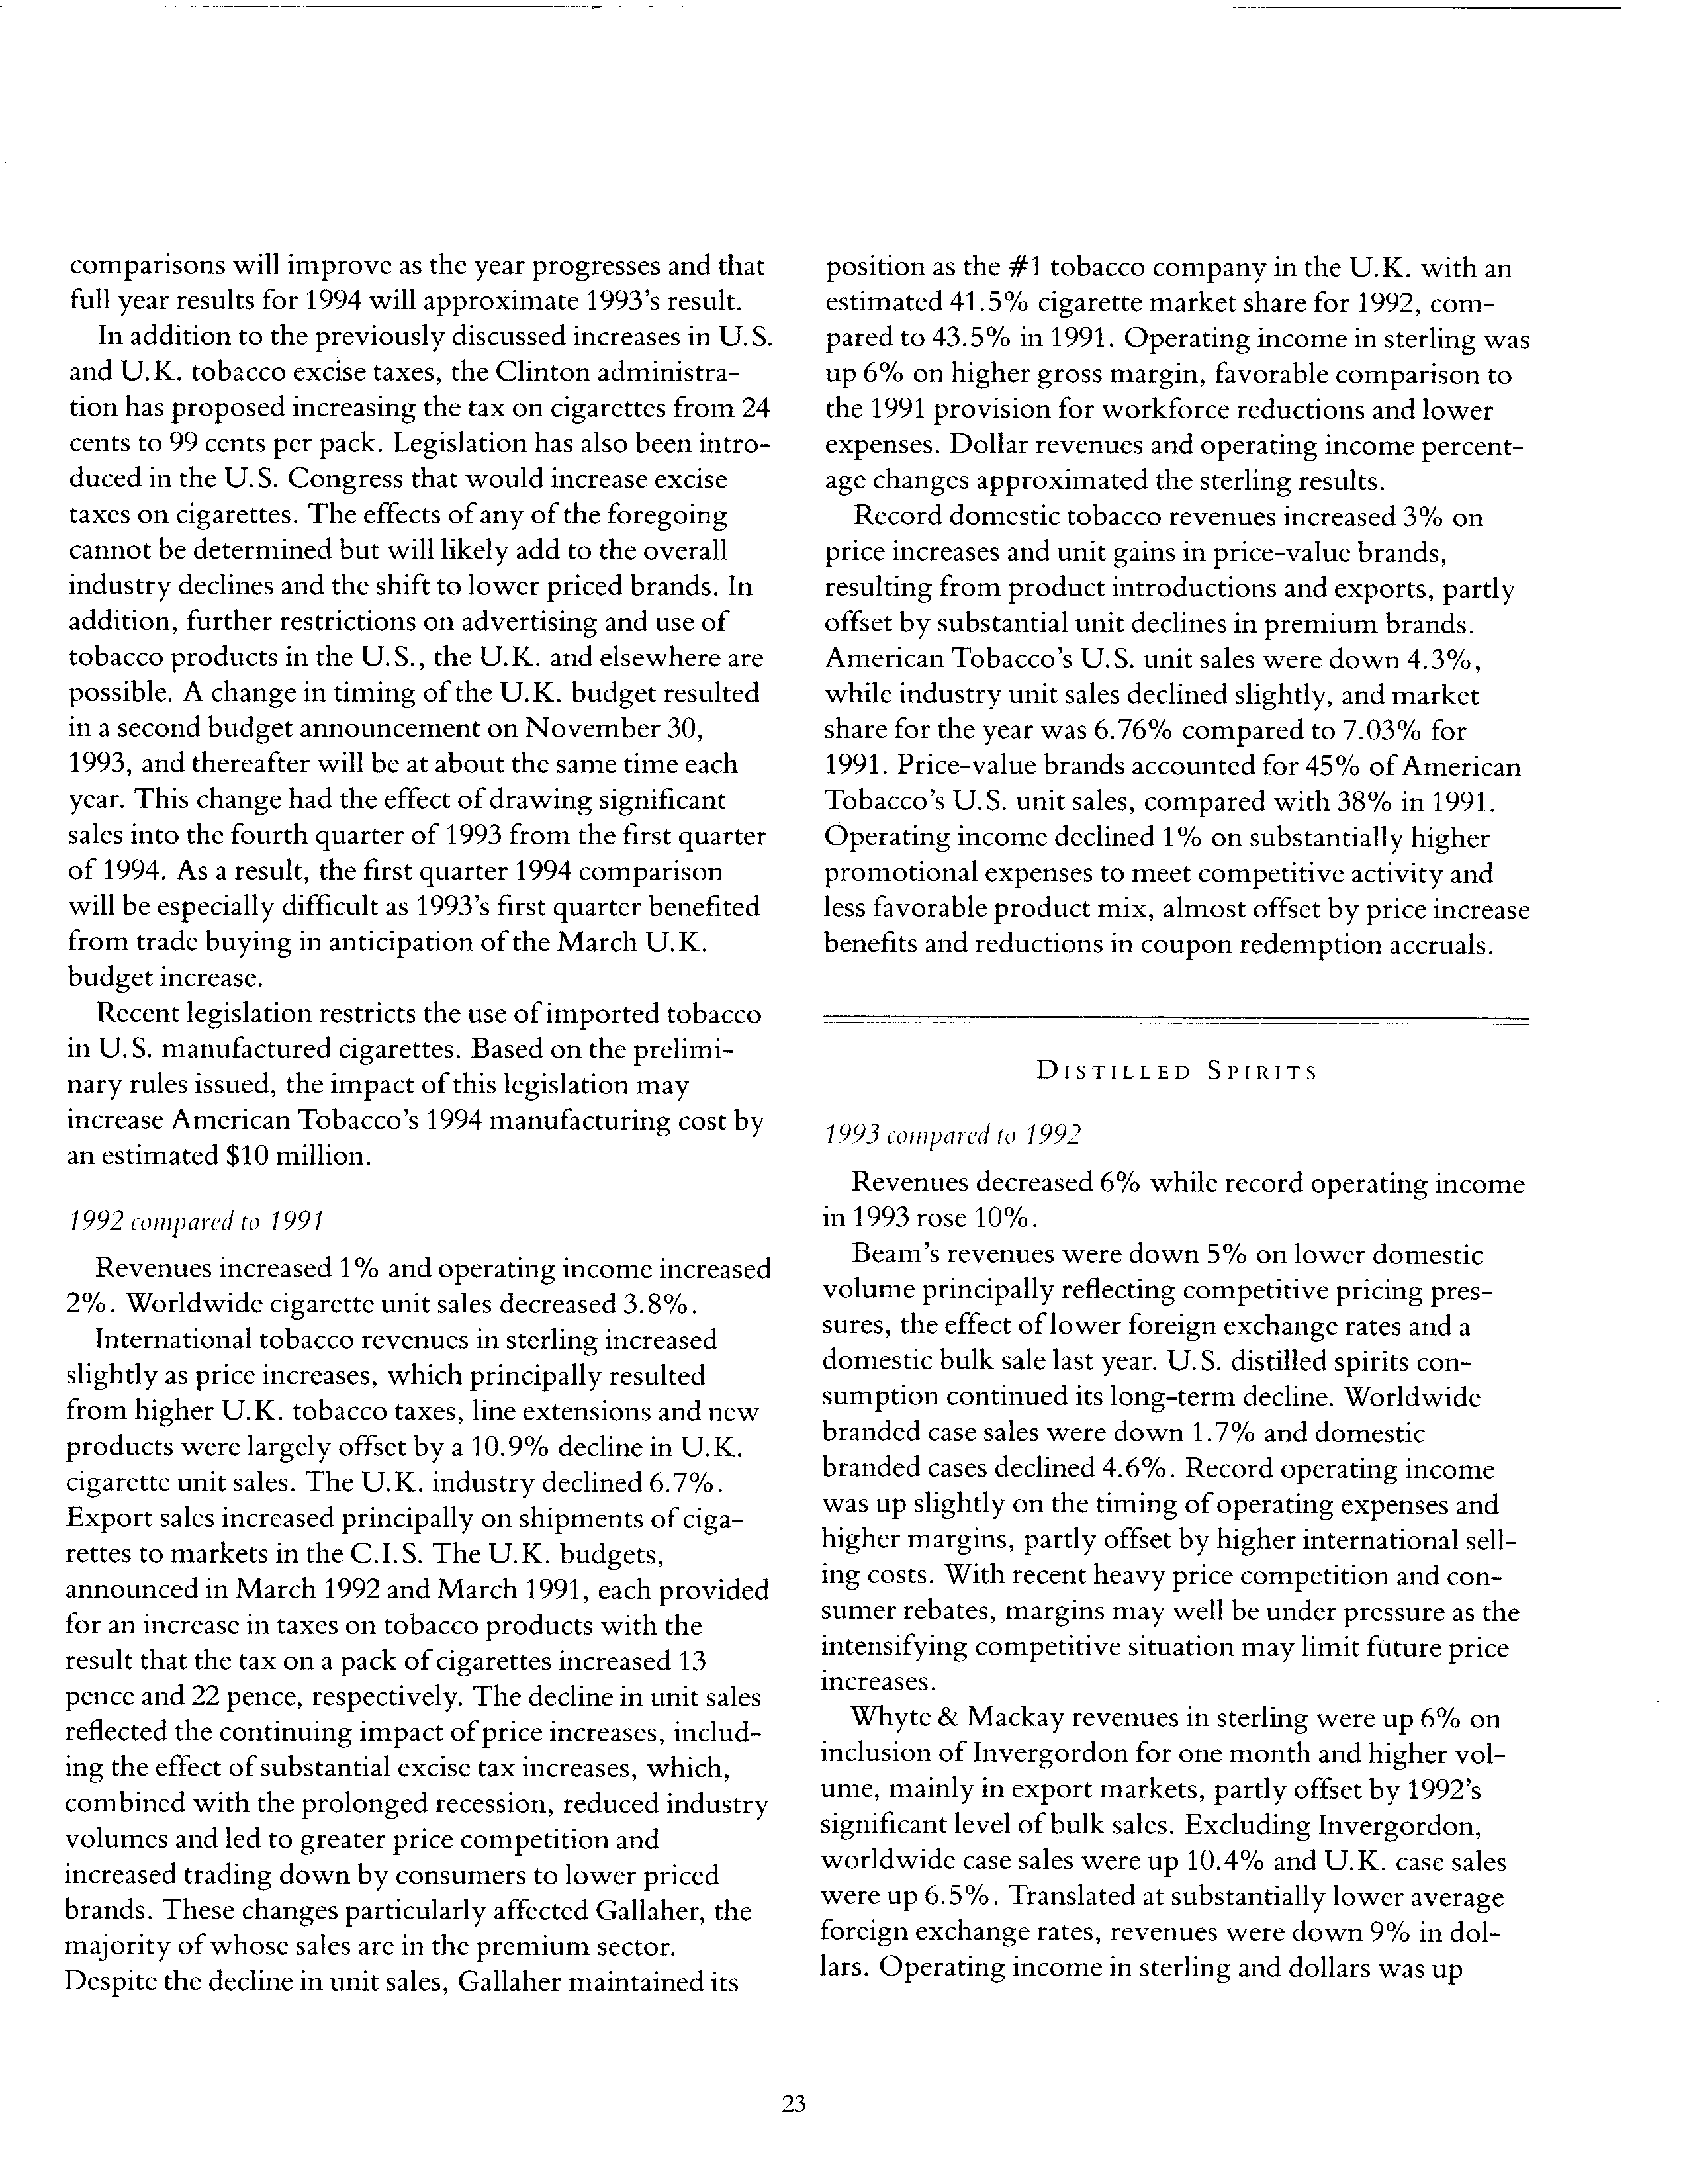 comparisons will improve as the year progresses and that
full year results for 1994 will approximate 1993's result.
In addition to the previously discussed increases in U.S.
and U.K. tobacco excise taxes, the Clinton administra-
tion has proposed increasing the tax on cigarettes from 24
cents to 99 cents per pack. Legislation has also been intro-
duced in the U.S. Congress that would increase excise
taxes on cigarettes. The effects of any of the foregoing
cannot be determined but will likely add to the overall
industry declines and the shift to lower priced brands. In
addition, further restrictions on advertising and use of
tobacco products in the U.S., the U.K. and elsewhere are
possible. A change in timing of the U.K. budget resulted
in a second budget announcement on November 30,
1993, and thereafter will be at about the same time each
year. This change had the effect of drawing significant
sales into the fourth quarter of 1993 from the first quarter
of 1994. As a result, the first quarter 1994 comparison
will be especially difficult as 1993's first quarter benefited
from trade buying in anticipation of the March U.K.
budget increase.
Recent legislation restricts the use of imported tobacco
in U.S. manufactured cigarettes. Based on the prelimi-
nary rules issued, the impact of this legislation may
increase American Tobacco's 1994 manufacturing cost by
an estimated $10 million.
1992 compared to 1991
Revenues increased 1% and operating income increased
2%. Worldwide cigarette unit sales decreased 3.8%.
International tobacco revenues in sterling increased
slightly as price increases, which principally resulted
from higher U.K. tobacco taxes, line extensions and new
products were largely offset by a 10.9% decline in U.K.
cigarette unit sales. The U.K. industry declined 6.7%.
Export sales increased principally on shipments of ciga-
rettes to markets in the C.I.S. The U.K. budgets,
announced in March 1992 and March 1991, each provided
for an increase in taxes on tobacco products with the
result that the tax on a pack of cigarettes increased 13
pence and 22 pence, respectively. The decline in unit sales
reflected the continuing impact of price increases, includ-
ing the effect of substantial excise tax increases, which,
combined with the prolonged recession, reduced industry
volumes and led to greater price competition and
increased trading down by consumers to lower priced
brands. These changes particularly affected Gallaher, the
majority of whose sales are in the premium sector.
Despite the decline in unit sales, Gallaher maintained its
position as the #1 tobacco company in the U.K. with an
estimated 41.5% cigarette market share for 1992, com-
pared to 43.5% in 1991. Operating income in sterling was
up 6% on higher gross margin, favorable comparison to
the 1991 provision for workforce reductions and lower
expenses. Dollar revenues and operating income percent-
age changes approximated the sterling results.
Record domestic tobacco revenues increased 3% on
price increases and unit gains in price-value brands,
resulting from product introductions and exports, partly
offset by substantial unit declines in premium brands.
American Tobacco's U.S. unit sales were down 4.3%,
while industry unit sales declined slightly, and market
share for the year was 6.76% compared to 7.03% for
1991. Price-value brands accounted for 45% of American
Tobacco's U.S. unit sales, compared with 38% in 1991.
Operating income declined 1% on substantially higher
promotional expenses to meet competitive activity and
less favorable product mix, almost offset by price increase
benefits and reductions in coupon redemption accruals.
DISTILLED SPIRITS
1993 compared to 1992
Revenues decreased 6% while record operating income
in 1993 rose 10%.
Beam's revenues were down 5% on lower domestic
volume principally reflecting competitive pricing pres-
sures, the effect of lower foreign exchange rates and a
domestic bulk sale last year. U.S. distilled spirits con-
sumption continued its long-term decline. Worldwide
branded case sales were down 1.7% and domestic
branded cases declined 4.6%. Record operating income
was up slightly on the timing of operating expenses and
higher margins, partly offset by higher international sell-
ing costs. With recent heavy price competition and con-
sumer rebates, margins may well be under pressure as the
intensifying competitive situation may limit future price
increases.
Whyte & Mackay revenues in sterling were up 6% on
inclusion of Invergordon for one month and higher vol-
ume, mainly in export markets, partly offset by 1992's
significant level of bulk sales. Excluding Invergordon,
worldwide case sales were up 10.4% and U.K. case sales
were up 6.5%. Translated at substantially lower average
foreign exchange rates, revenues were down 9% in dol-
lars. Operating income in sterling and dollars was up
23